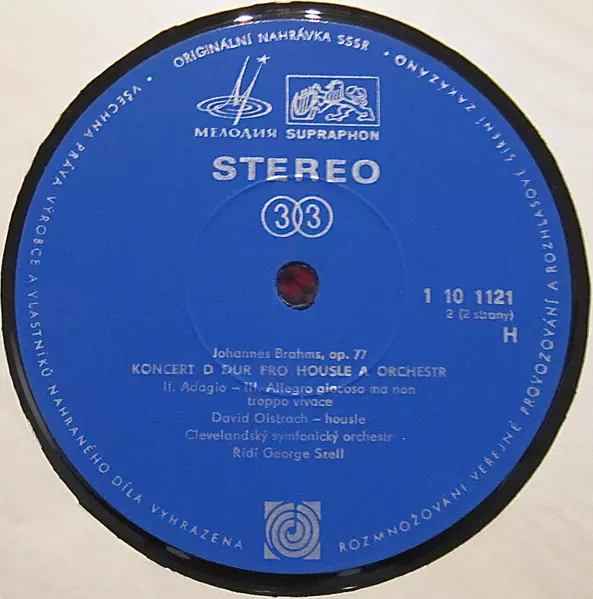 ORIGINÁLNÍ NAHRÁVKA SSSR •
• VŠECHNA PRÁVA VÝROBCE A VLASTNÍKŮ NAHRANÉHO DÍLA VYHRAZENA
ROZMNOŽOVÁNÍ VEŘEJNÉ PROVOZOVÁNÍ A ROZHLASOVÉ ŠÍŘENÍ ZAKÁZÁNO
МЕЛОДИЯ SUPRAPHON
STEREO
33
1 10 1121
2 (2 strany)
H
Johannes Brahms, op. 77
KONCERT D DUR PRO HOUSLE A ORCHESTR
II. Adagio – III. Allegro giocoso ma non
troppo vivace
David Oistrach – housle
Clevelandský symfonický orchestr
Řídí George Szell